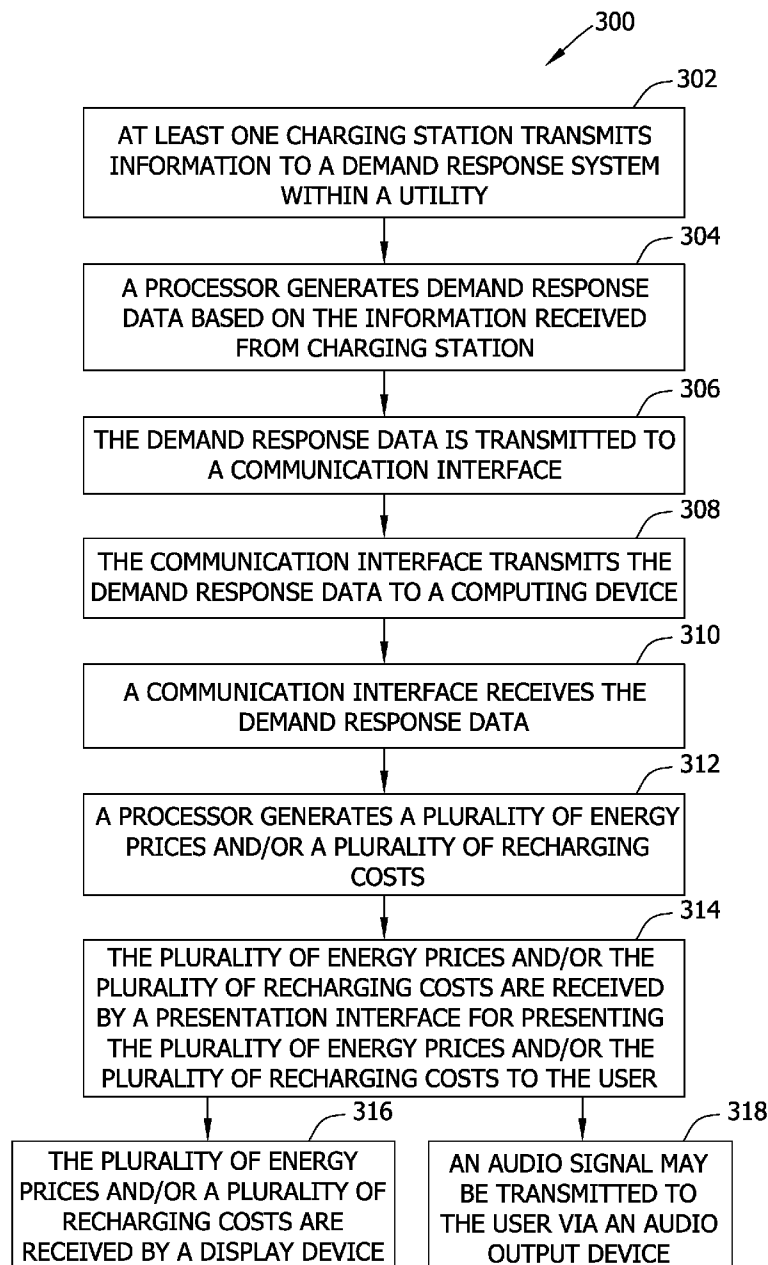 300
302
AT LEAST ONE CHARGING STATION TRANSMITS
INFORMATION TO A DEMAND RESPONSE SYSTEM
WITHIN A UTILITY
304
A PROCESSOR GENERATES DEMAND RESPONSE
DATA BASED ON THE INFORMATION RECEIVED
FROM CHARGING STATION
306
THE DEMAND RESPONSE DATA IS TRANSMITTED TO
A COMMUNICATION INTERFACE
308
THE COMMUNICATION INTERFACE TRANSMITS THE
DEMAND RESPONSE DATA TO A COMPUTING DEVICE
310
A COMMUNICATION INTERFACE RECEIVES THE
DEMAND RESPONSE DATA
312
A PROCESSOR GENERATES A PLURALITY OF ENERGY
PRICES AND/OR A PLURALITY OF RECHARGING
COSTS
314
THE PLURALITY OF ENERGY PRICES AND/OR THE
PLURALITY OF RECHARGING COSTS ARE RECEIVED
BY A PRESENTATION INTERFACE FOR PRESENTING
THE PLURALITY OF ENERGY PRICES AND/OR THE
PLURALITY OF RECHARGING COSTS TO THE USER
316
THE PLURALITY OF ENERGY
PRICES AND/OR A PLURALITY OF
RECHARGING COSTS ARE
RECEIVED BY A DISPLAY DEVICE
318
AN AUDIO SIGNAL MAY
BE TRANSMITTED TO
THE USER VIA AN AUDIO
OUTPUT DEVICE